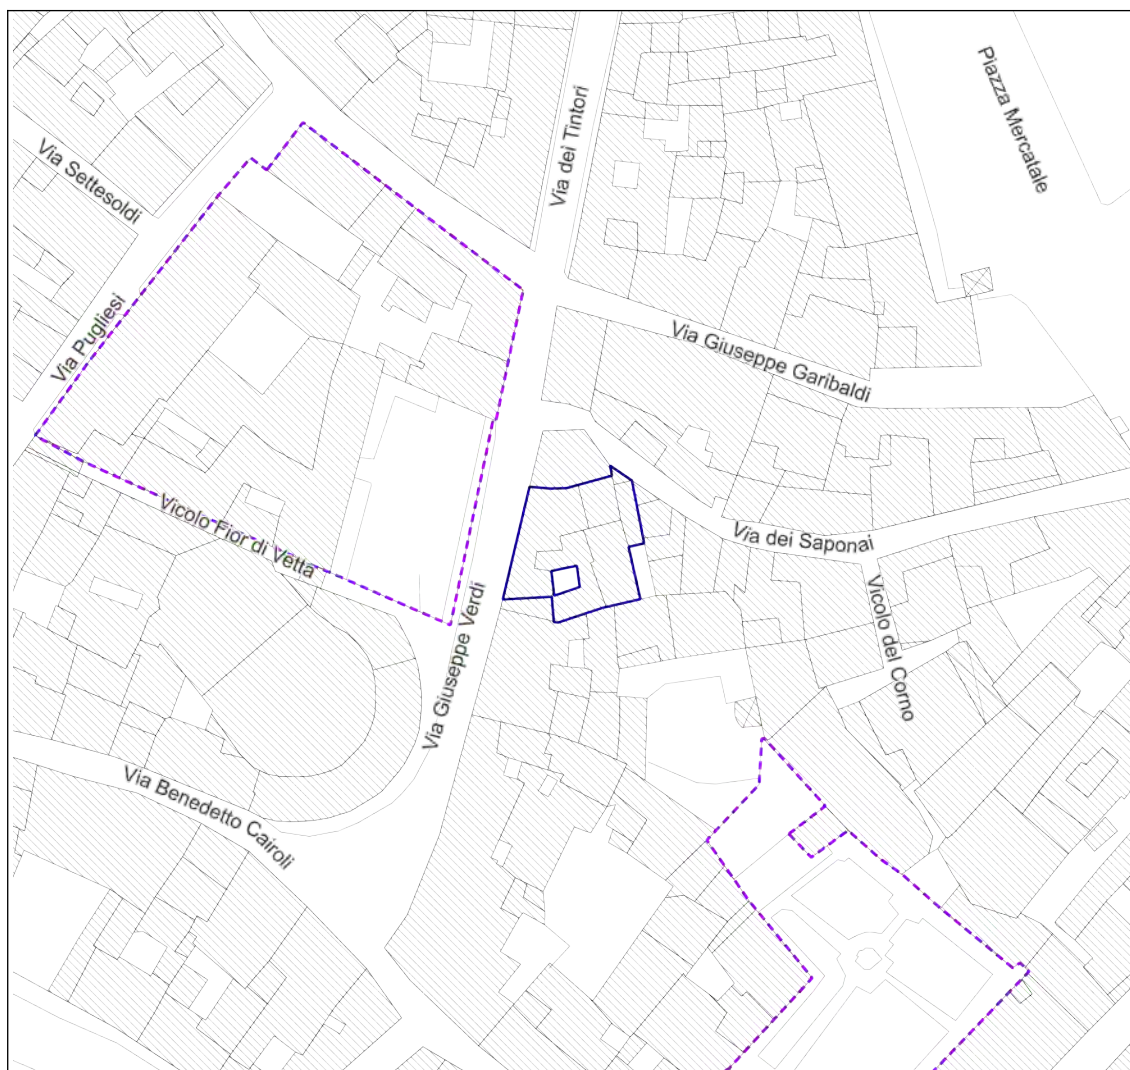 Piazza Mercatale
Via dei Tintori
Via Settesoldi
Via Pugliesi
Via Giuseppe Garibaldi
Vicolo Fior di Vetta
Via dei Saponai
Vicolo del Corno
Via Giuseppe Verdi
Via Benedetto Cairoli